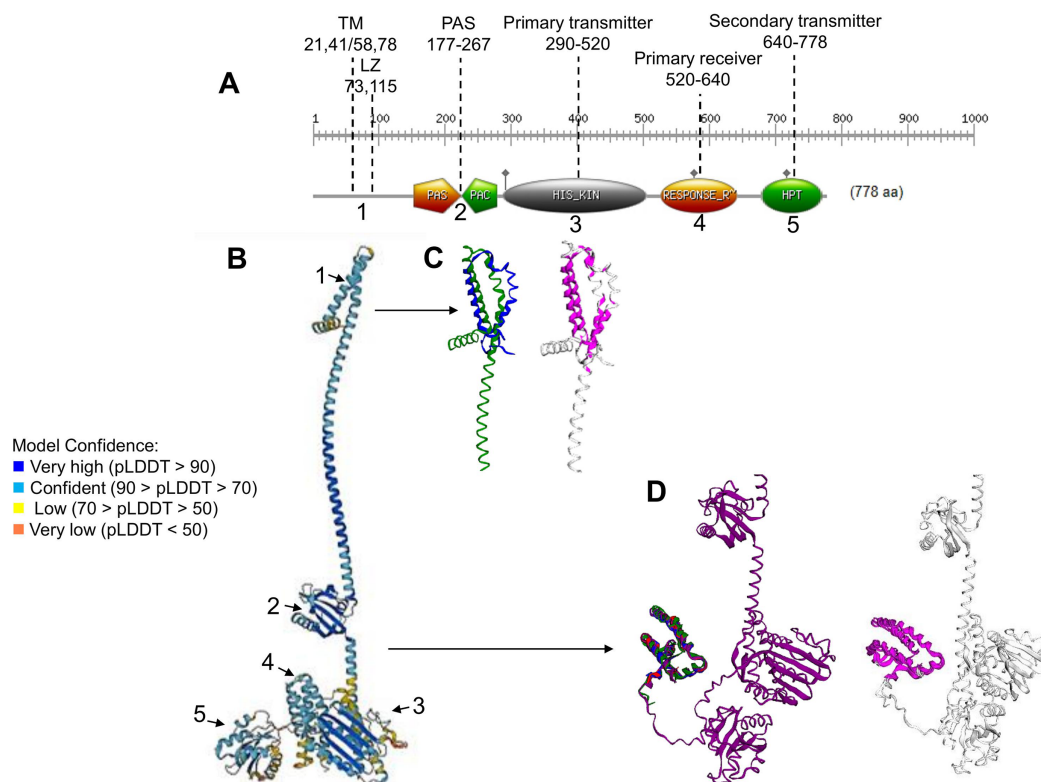 TM
21,41/58,78
LZ
73,115
PAS
177-267
Primary transmitter
290-520
Primary receiver
520-640
Secondary transmitter
640-778
A
1 100 200 300 400 500 600 700 800 900 1000
PAS PAC HIS_KIN RESPONSE_R HPT (778 aa)
1 2 3 4 5
B
1
2
4
5
3
C
D
Model Confidence:
Very high (pLDDT > 90)
Confident (90 > pLDDT > 70)
Low (70 > pLDDT > 50)
Very low (pLDDT < 50)